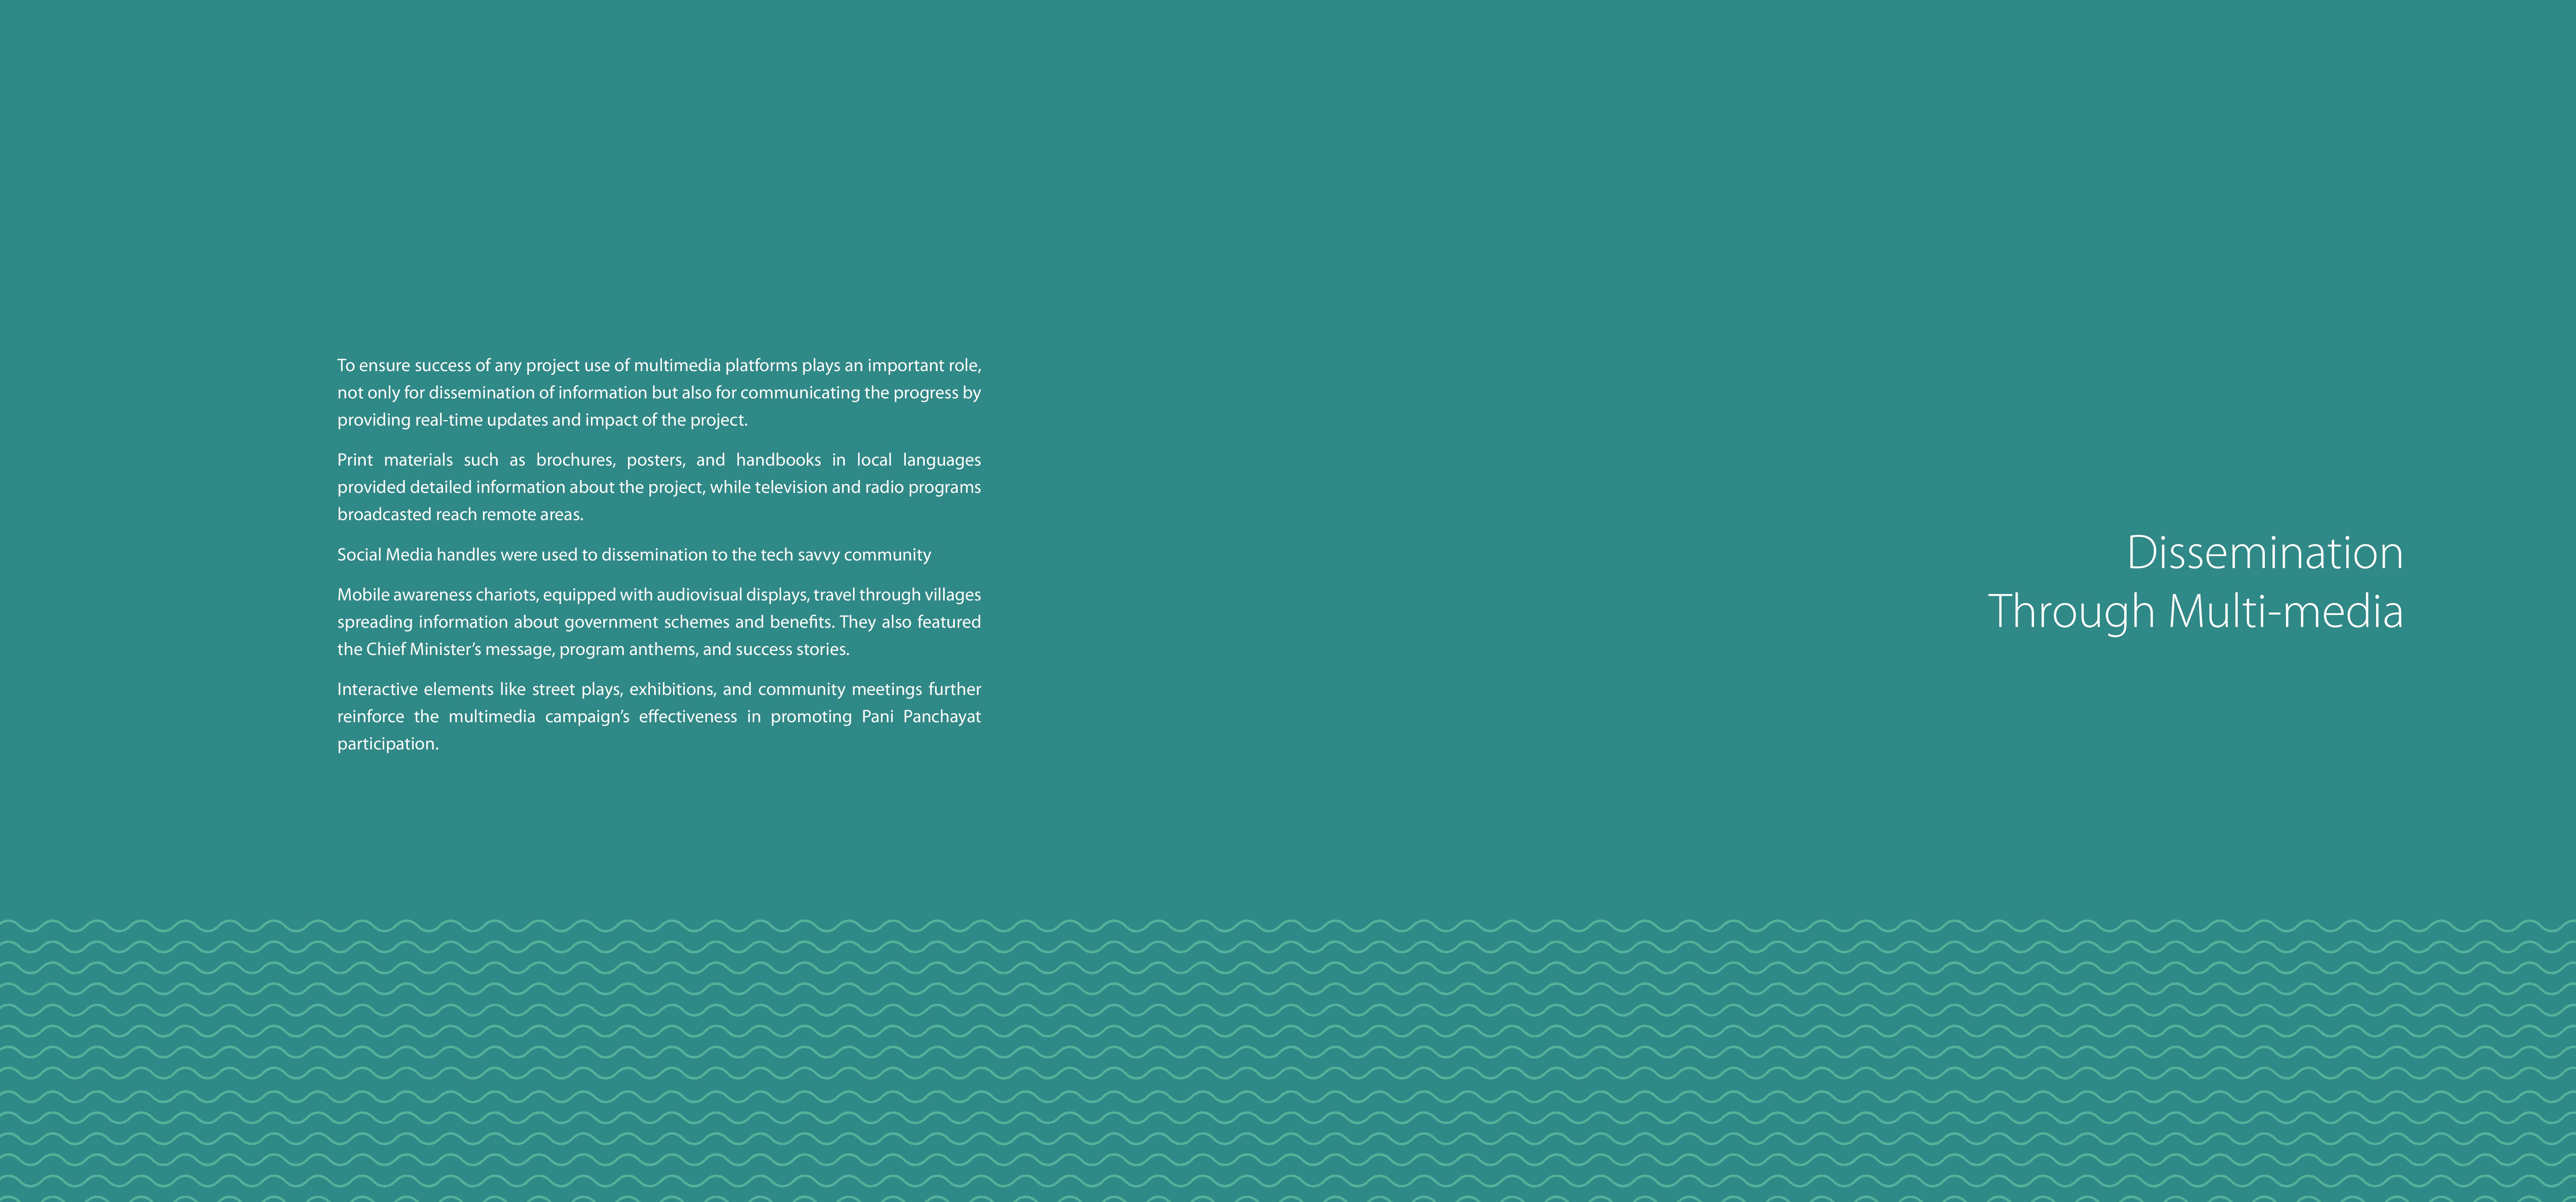 To ensure success of any project use of multimedia platforms plays an important role,
not only for dissemination of information but also for communicating the progress by
providing real-time updates and impact of the project.
Print materials such as brochures, posters, and handbooks in local languages
provided detailed information about the project, while television and radio programs
broadcasted reach remote areas.
Social Media handles were used to dissemination to the tech savvy community
Mobile awareness chariots, equipped with audiovisual displays, travel through villages
spreading information about government schemes and benefits. They also featured
the Chief Minister’s message, program anthems, and success stories.
Interactive elements like street plays, exhibitions, and community meetings further
reinforce the multimedia campaign’s effectiveness in promoting Pani Panchayat
participation.
Dissemination
Through Multi-media